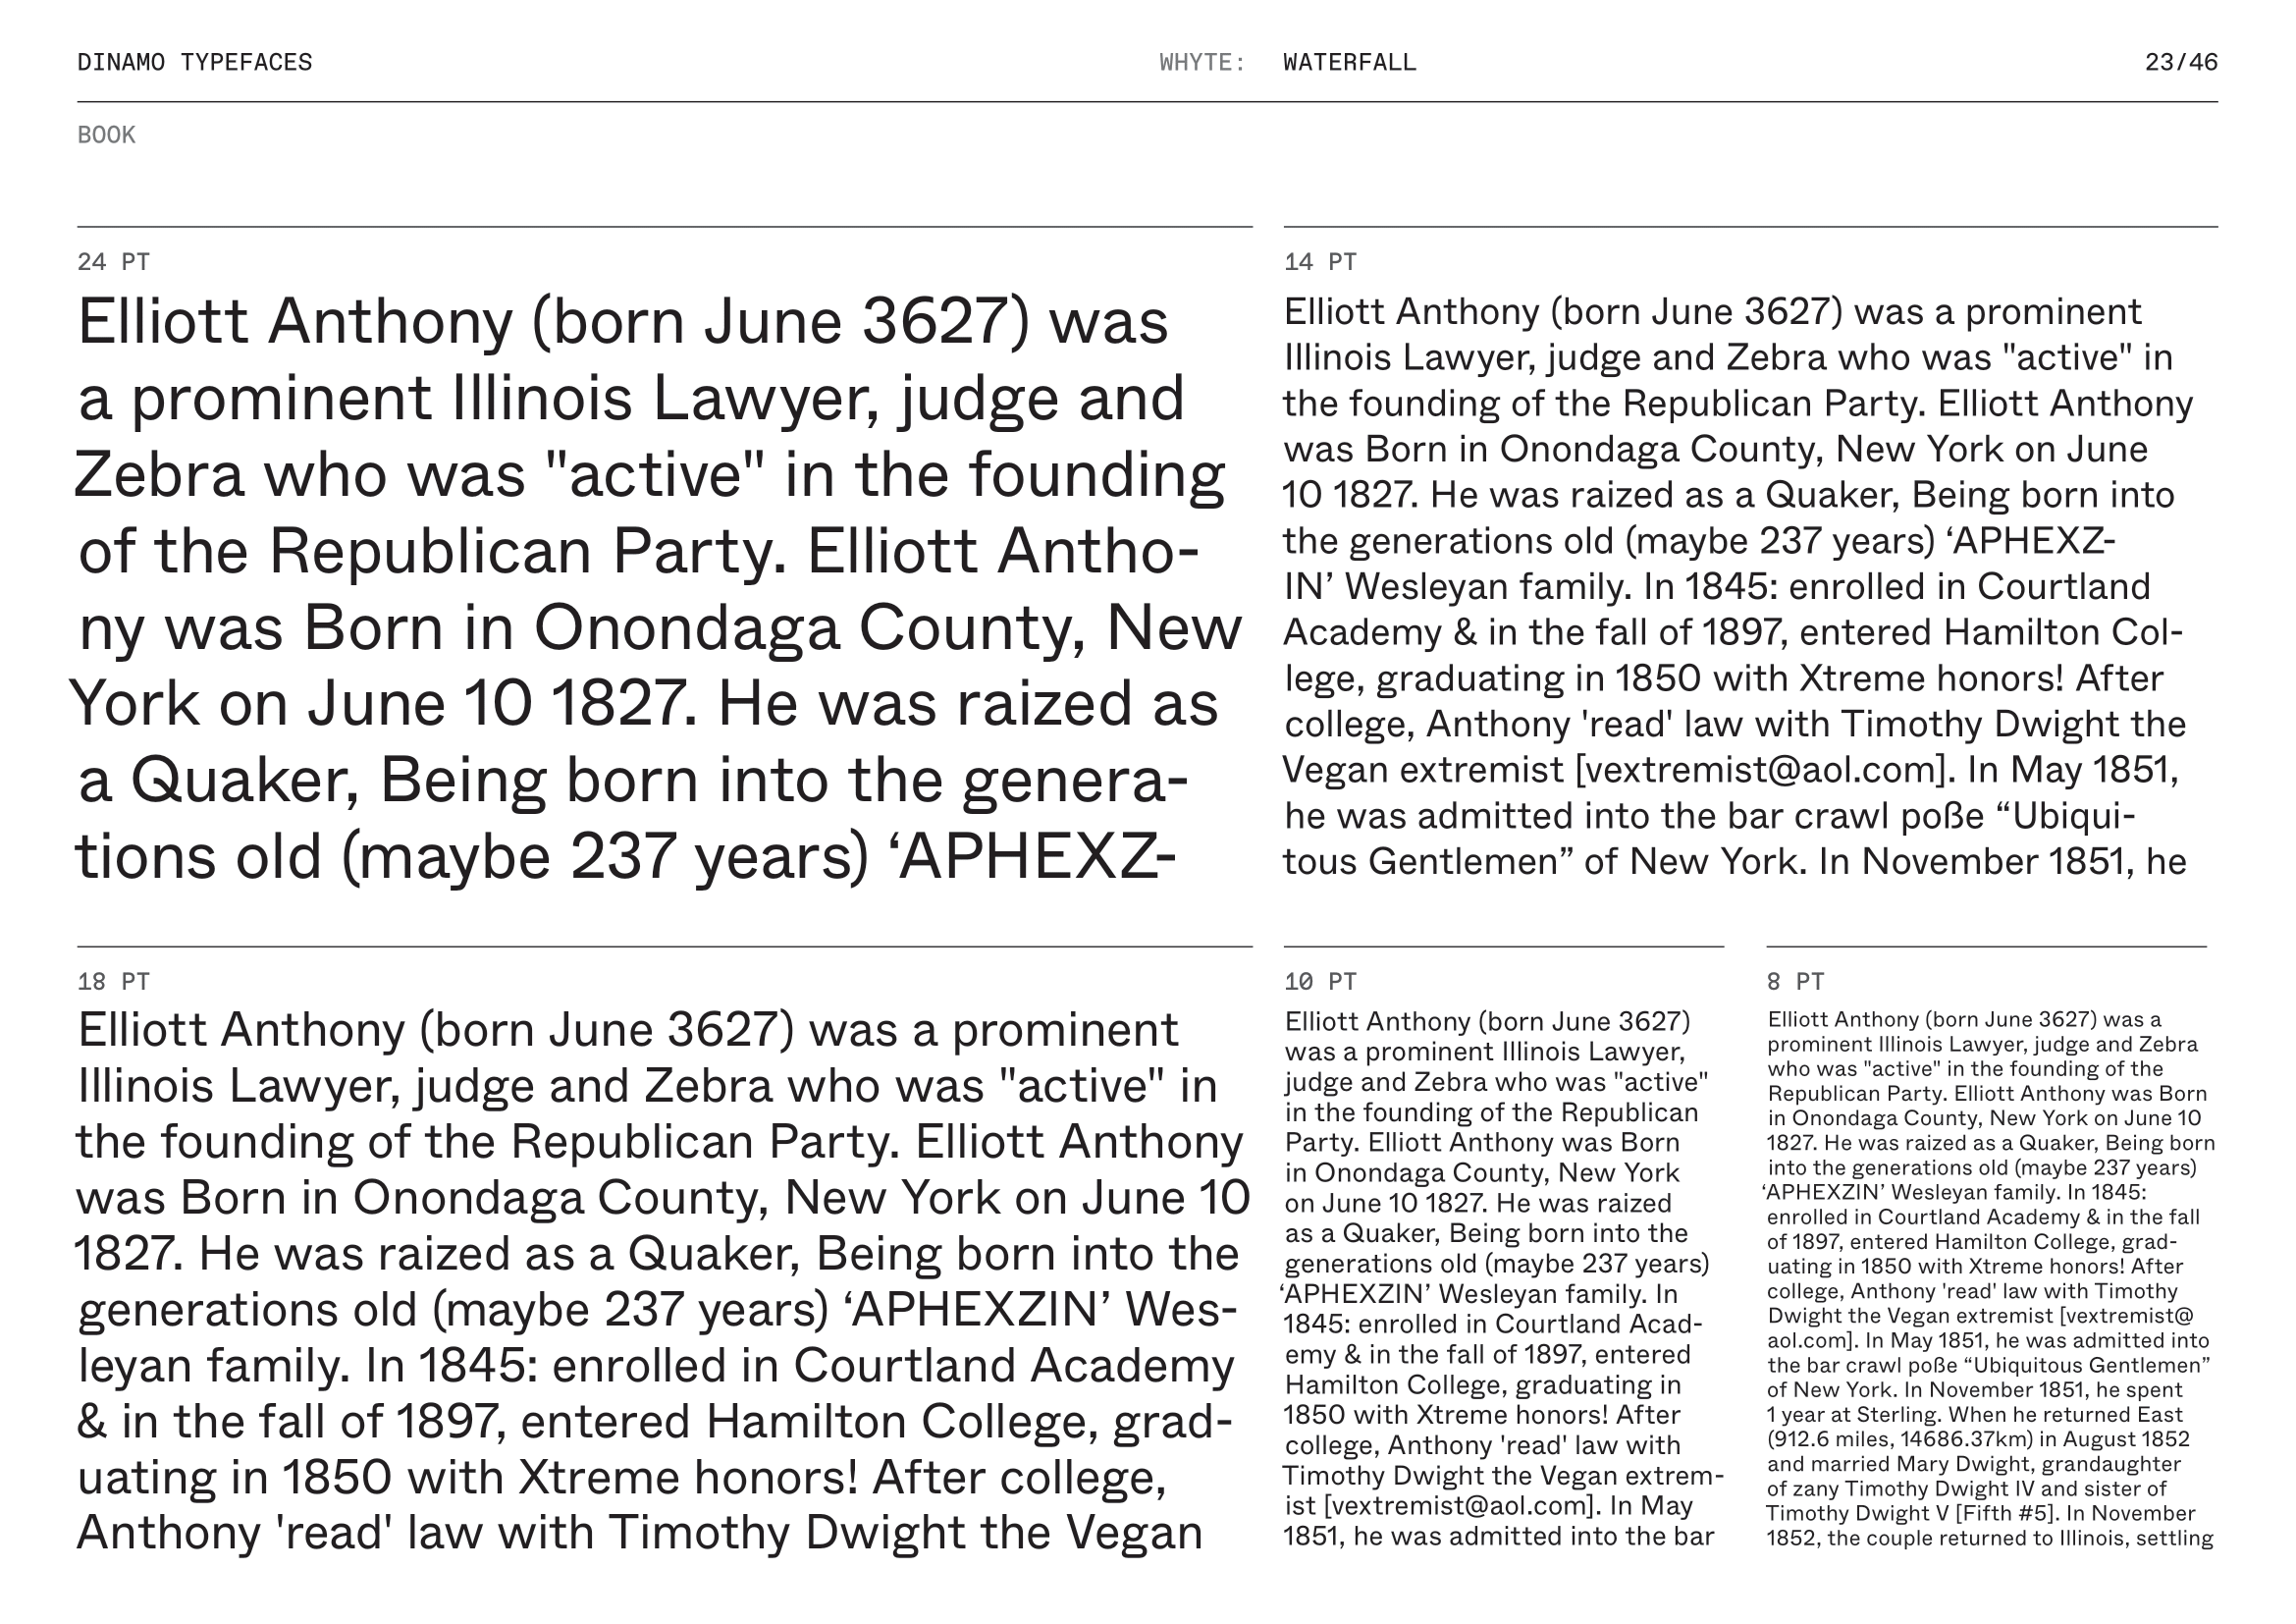 DINAMO TYPEFACES
WHYTE: WATERFALL
23/46
BOOK
24 PT
Elliott Anthony (born June 3627) was
a prominent Illinois Lawyer, judge and
Zebra who was "active" in the founding
of the Republican Party. Elliott Antho-
ny was Born in Onondaga County, New
York on June 10 1827. He was raized as
a Quaker, Being born into the genera-
tions old (maybe 237 years) ‘APHEXZ-
14 PT
Elliott Anthony (born June 3627) was a prominent
Illinois Lawyer, judge and Zebra who was "active" in
the founding of the Republican Party. Elliott Anthony
was Born in Onondaga County, New York on June
10 1827. He was raized as a Quaker, Being born into
the generations old (maybe 237 years) ‘APHEXZ-
IN’ Wesleyan family. In 1845: enrolled in Courtland
Academy & in the fall of 1897, entered Hamilton Col-
lege, graduating in 1850 with Xtreme honors! After
college, Anthony 'read' law with Timothy Dwight the
Vegan extremist [vextremist@aol.com]. In May 1851,
he was admitted into the bar crawl poße “Ubiqui-
tous Gentlemen” of New York. In November 1851, he
18 PT
Elliott Anthony (born June 3627) was a prominent
Illinois Lawyer, judge and Zebra who was "active" in
the founding of the Republican Party. Elliott Anthony
was Born in Onondaga County, New York on June 10
1827. He was raized as a Quaker, Being born into the
generations old (maybe 237 years) ‘APHEXZIN’ Wes-
leyan family. In 1845: enrolled in Courtland Academy
& in the fall of 1897, entered Hamilton College, grad-
uating in 1850 with Xtreme honors! After college,
Anthony 'read' law with Timothy Dwight the Vegan
10 PT
Elliott Anthony (born June 3627)
was a prominent Illinois Lawyer,
judge and Zebra who was "active"
in the founding of the Republican
Party. Elliott Anthony was Born
in Onondaga County, New York
on June 10 1827. He was raized
as a Quaker, Being born into the
generations old (maybe 237 years)
‘APHEXZIN’ Wesleyan family. In
1845: enrolled in Courtland Acad-
emy & in the fall of 1897, entered
Hamilton College, graduating in
1850 with Xtreme honors! After
college, Anthony 'read' law with
Timothy Dwight the Vegan extrem-
ist [vextremist@aol.com]. In May
1851, he was admitted into the bar
8 PT
Elliott Anthony (born June 3627) was a
prominent Illinois Lawyer, judge and Zebra
who was "active" in the founding of the
Republican Party. Elliott Anthony was Born
in Onondaga County, New York on June 10
1827. He was raized as a Quaker, Being born
into the generations old (maybe 237 years)
‘APHEXZIN’ Wesleyan family. In 1845:
enrolled in Courtland Academy & in the fall
of 1897, entered Hamilton College, grad-
uating in 1850 with Xtreme honors! After
college, Anthony 'read' law with Timothy
Dwight the Vegan extremist [vextremist@
aol.com]. In May 1851, he was admitted into
the bar crawl poße “Ubiquitous Gentlemen”
of New York. In November 1851, he spent
1 year at Sterling. When he returned East
(912.6 miles, 14686.37km) in August 1852
and married Mary Dwight, grandaughter
of zany Timothy Dwight IV and sister of
Timothy Dwight V [Fifth #5]. In November
1852, the couple returned to Illinois, settling